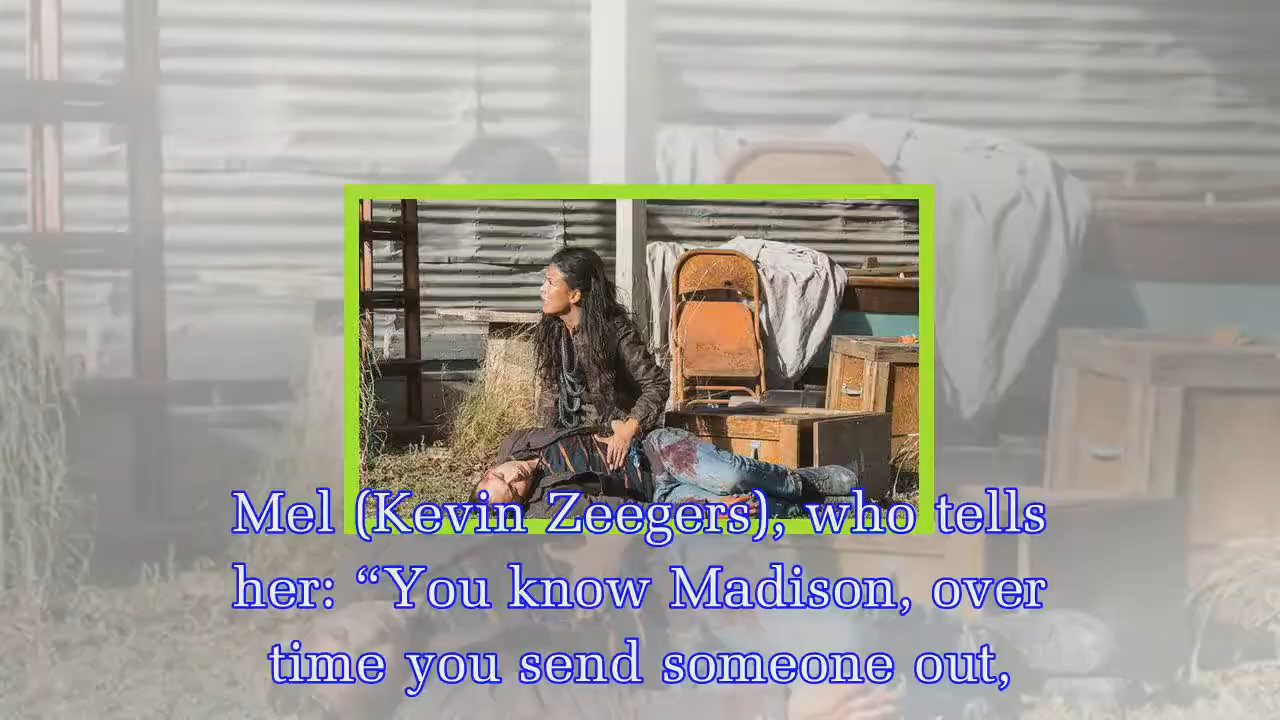 Mel (Kevin Zeegers), who tells
her: “You know Madison, over
time you send someone out,